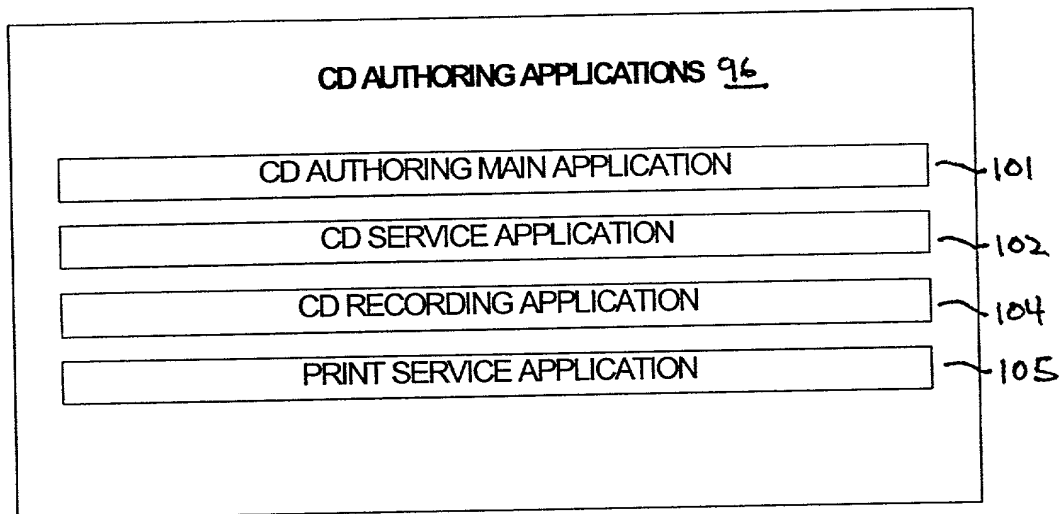 CD AUTHORING APPLICATIONS 96
CD AUTHORING MAIN APPLICATION 101
CD SERVICE APPLICATION 102
CD RECORDING APPLICATION 104
PRINT SERVICE APPLICATION 105